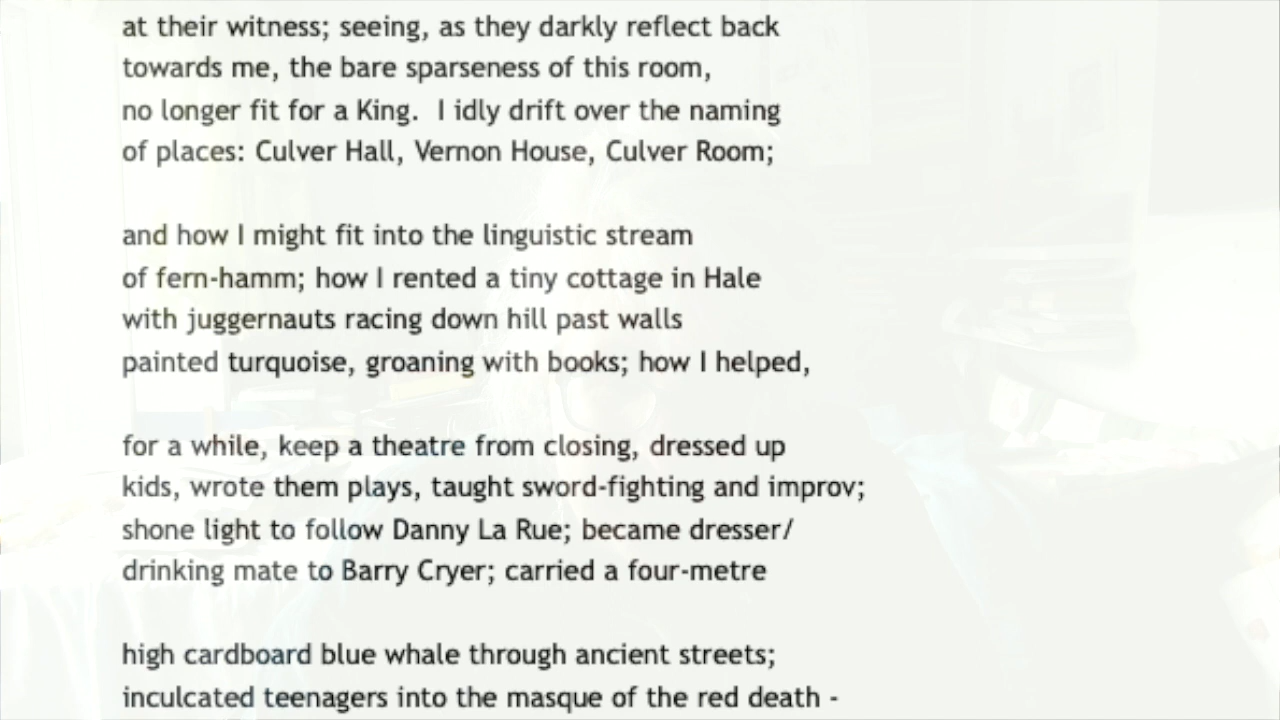 at their witness; seeing, as they darkly reflect back
towards me, the bare sparseness of this room,
no longer fit for a King.  I idly drift over the naming
of places: Culver Hall, Vernon House, Culver Room;

and how I might fit into the linguistic stream
of fern-hamm; how I rented a tiny cottage in Hale
with juggernauts racing down hill past walls
painted turquoise, groaning with books; how I helped,

for a while, keep a theatre from closing, dressed up
kids, wrote them plays, taught sword-fighting and improv;
shone light to follow Danny La Rue; became dresser/
drinking mate to Barry Cryer; carried a four-metre

high cardboard blue whale through ancient streets;
inculcated teenagers into the masque of the red death -